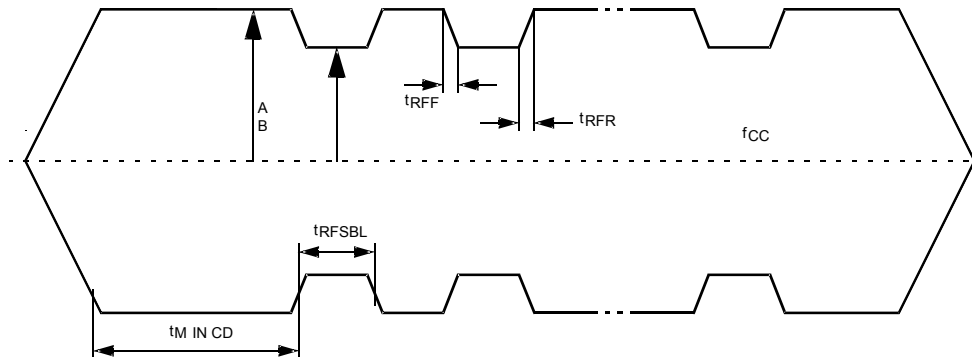 A
B
tRFF
tRFR
fCC
tRFSBL
tM IN CD